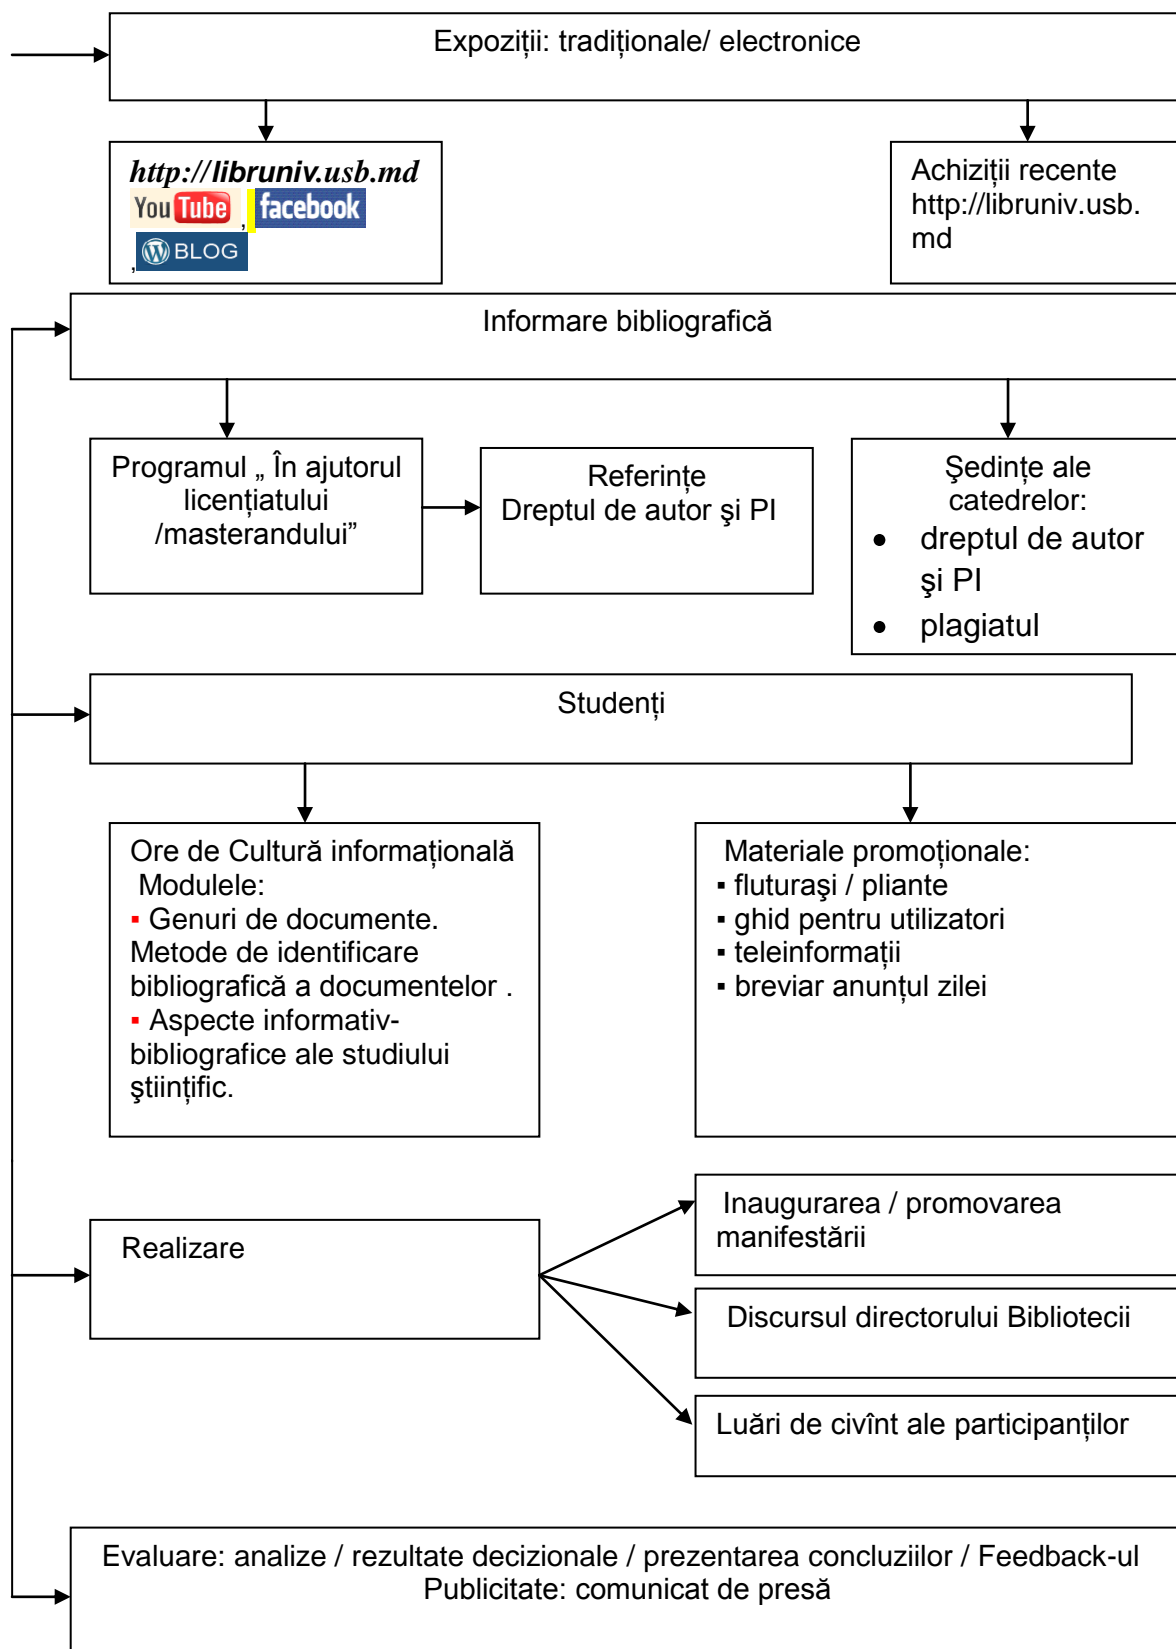 Expoziții: tradiționale/ electronice
http://libruniv.usb.md
You Tube , facebook
, BLOG
Achiziții recente
http://libruniv.usb.
md
Informare bibliografică
Programul „ În ajutorul
licențiatului
/masterandului”
Referințe
Dreptul de autor şi PI
Şedințe ale
catedrelor:
• dreptul de autor
şi PI
• plagiatul
Studenți
Ore de Cultură informațională
Modulele:
▪ Genuri de documente.
Metode de identificare
bibliografică a documentelor .
▪ Aspecte informativ-
bibliografice ale studiului
ştiințific.
Materiale promoționale:
▪ fluturaşi / pliante
▪ ghid pentru utilizatori
▪ teleinformații
▪ breviar anunțul zilei
Realizare
Inaugurarea / promovarea
manifestării
Discursul directorului Bibliotecii
Luări de civînt ale participanților
Evaluare: analize / rezultate decizionale / prezentarea concluziilor / Feedback-ul
Publicitate: comunicat de presă